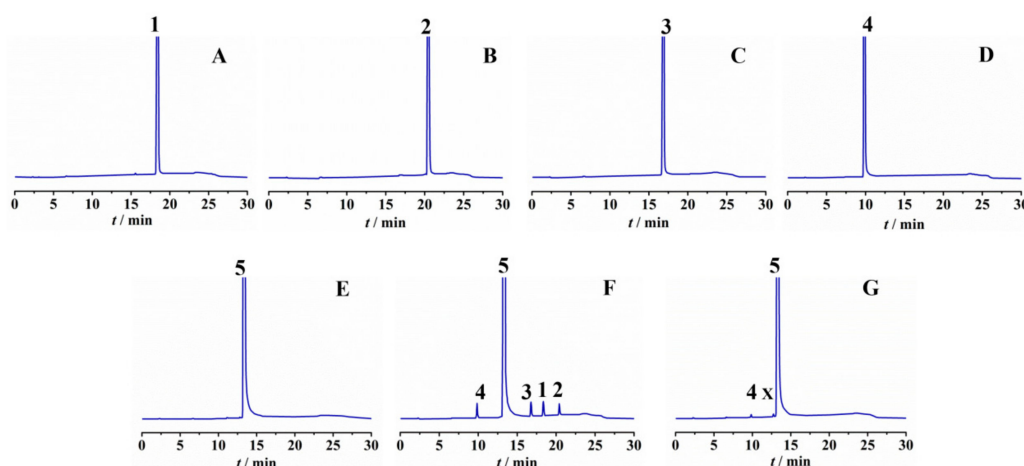 1 2 3 4
A B C D
0 5 10 15 20 25 30 0 5 10 15 20 25 30 0 5 10 15 20 25 30 0 5 10 15 20 25 30
t / min t / min t / min t / min
5 5 5
E F G
4 3 1 2 4 x
0 5 10 15 20 25 30 0 5 10 15 20 25 30 0 5 10 15 20 25 30
t / min t / min t / min